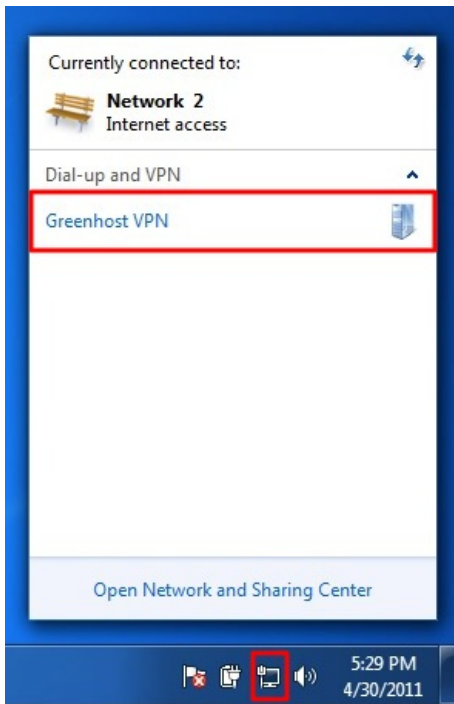 Currently connected to:
Network 2
Internet access
Dial-up and VPN
Greenhost VPN
Open Network and Sharing Center
5:29 PM
4/30/2011